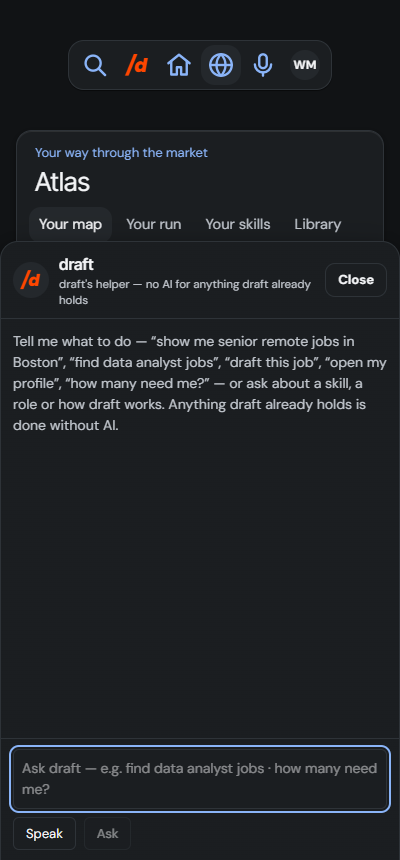 /d
WM
Your way through the market
Atlas
Your map Your run Your skills Library
/d
draft
draft's helper — no AI for anything draft already
holds
Close
Tell me what to do — “show me senior remote jobs in
Boston”, “find data analyst jobs”, “draft this job”, “open my
profile”, “how many need me?” — or ask about a skill, a
role or how draft works. Anything draft already holds is
done without AI.
Ask draft — e.g. find data analyst jobs · how many need
me?
Speak Ask